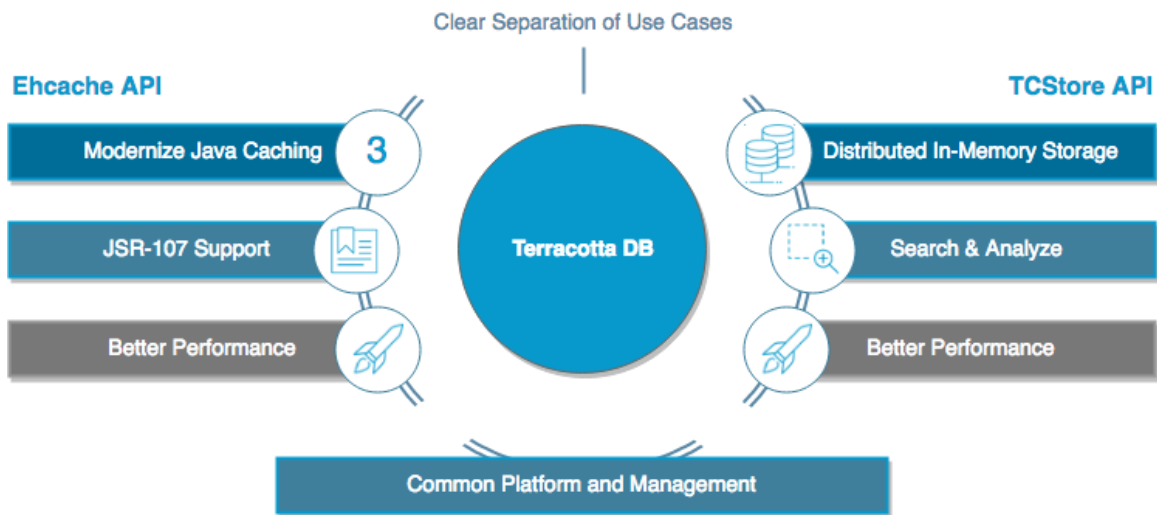 Clear Separation of Use Cases
Ehcache API
TCStore API
Modernize Java Caching
3
Distributed In-Memory Storage
JSR-107 Support
Terracotta DB
Search & Analyze
Better Performance
Better Performance
Common Platform and Management